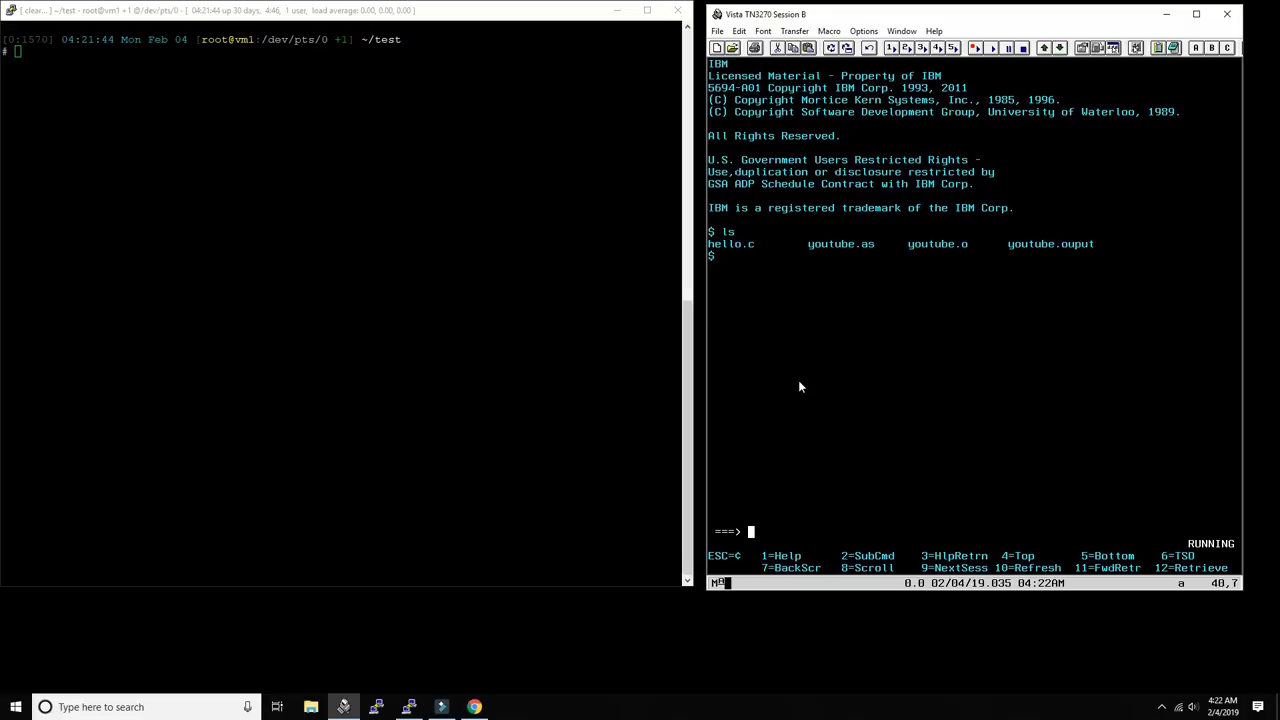 [ clear... ] ~/test - root@vm1 +1 @/dev/pts/0 - [04:21:44 up 30 days, 4:46, 1 user, load average: 0.00, 0.00, 0.00]
04:21:44 Mon Feb 04 [root@vm1 /dev/pts/0 +1] ~/test
#
Vista TN3270 Session B
File Edit Font Transfer Macro Options Window Help
1 2 3 4 5 A B C
IBM
Licensed Material - Property of IBM
5694-A01 Copyright IBM Corp. 1993, 2011
(C) Copyright Mortice Kern Systems, Inc., 1985, 1996.
(C) Copyright Software Development Group, University of Waterloo, 1989.
All Rights Reserved.
U.S. Government Users Restricted Rights -
Use,duplication or disclosure restricted by
GSA ADP Schedule Contract with IBM Corp.
IBM is a registered trademark of the IBM Corp.
$ ls
hello.c youtube.as youtube.o youtube.ouput
$
===>
RUNNING
ESC=¢ 1=Help 2=SubCmd 3=HlpRetrn 4=Top 5=Bottom 6=TSO
7=BackScr 8=Scroll 9=NextSess 10=Refresh 11=FwdRetr 12=Retrieve
0.0 02/04/19.035 04:22AM a 40,7
Type here to search
4:22 AM
2/4/2019